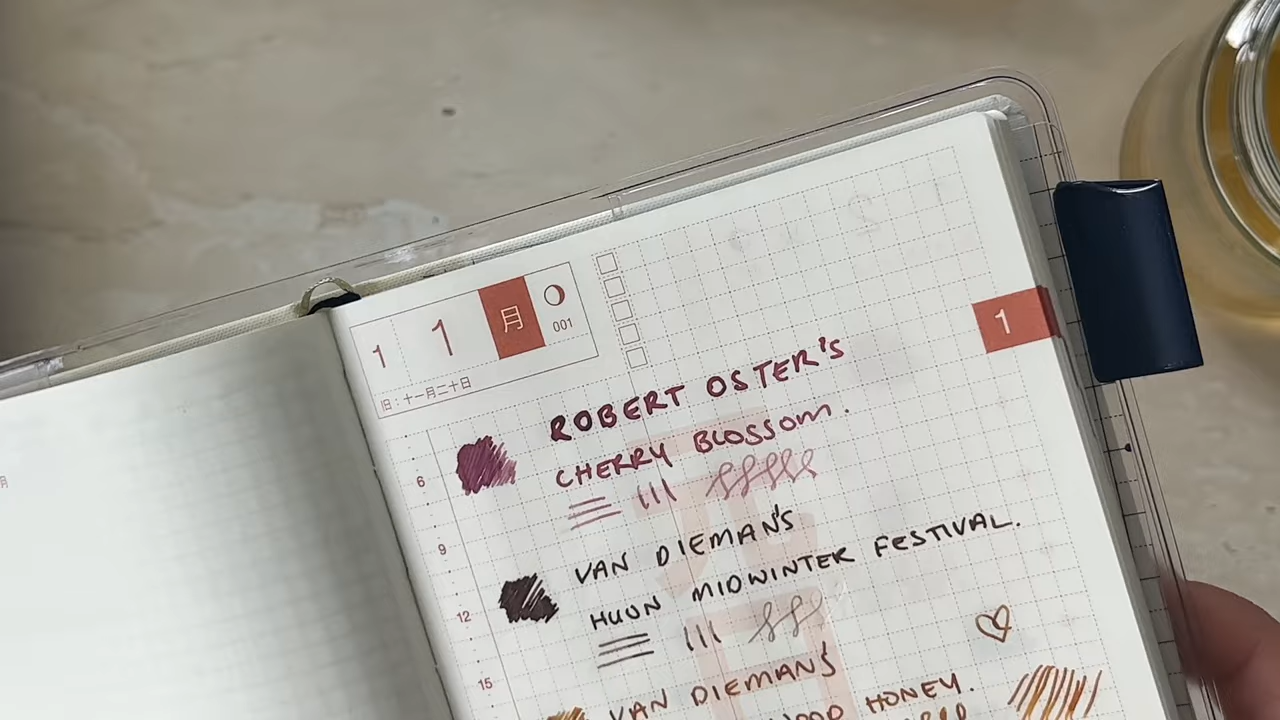 1 1 月 001
旧:十一月二十日
1
ROBERT OSTER'S
CHERRY BLOSSOM.
6
VAN DIEMAN'S
9
HUON MIDWINTER FESTIVAL.
12
VAN DIEMAN'S
15
HONEY.